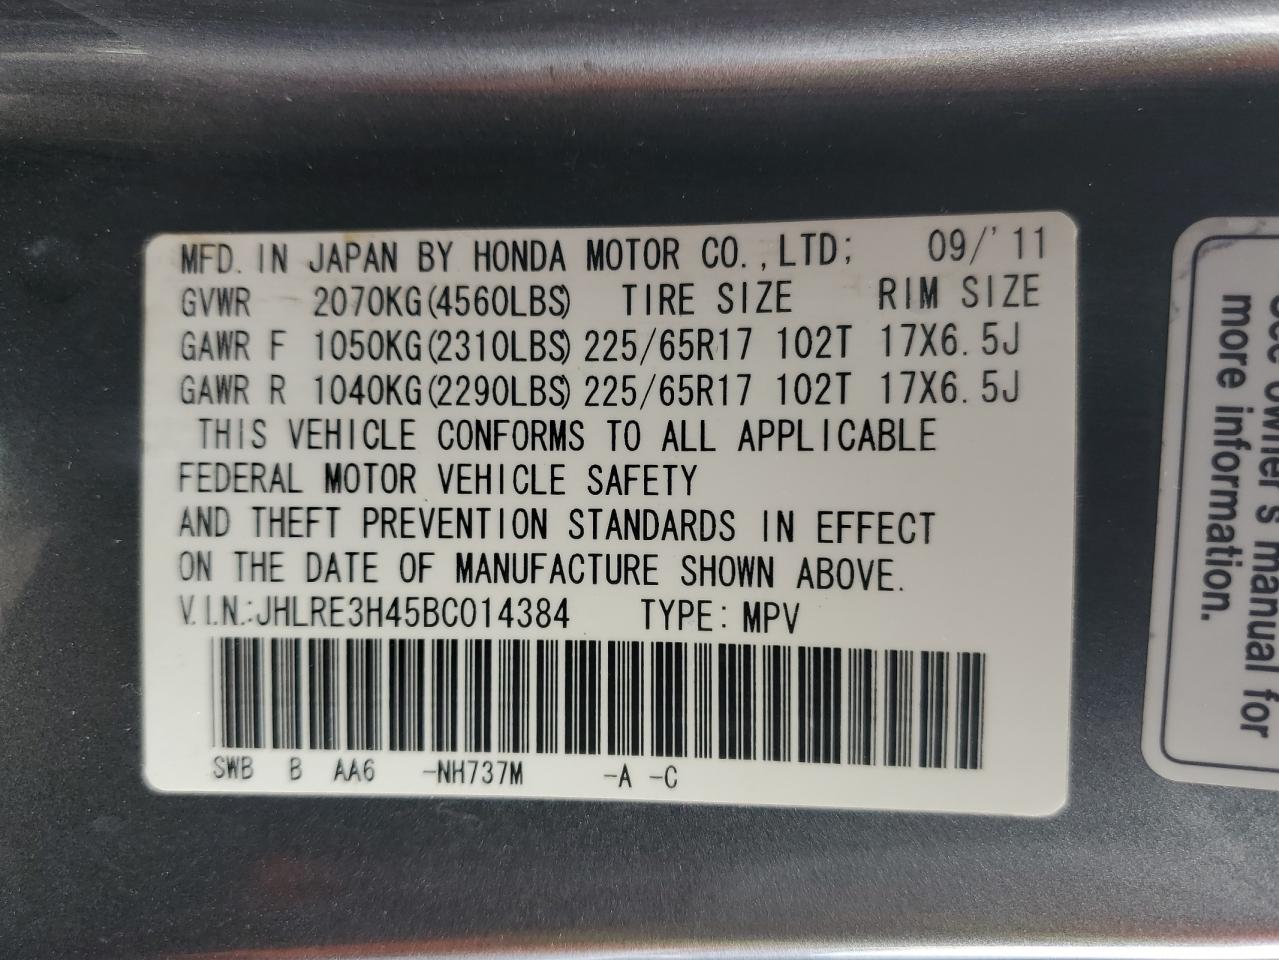 MFD. IN JAPAN BY HONDA MOTOR CO.,LTD; 09/'11
GVWR 2070KG(4560LBS) TIRE SIZE RIM SIZE
GAWR F 1050KG(2310LBS) 225/65R17 102T 17X6.5J
GAWR R 1040KG(2290LBS) 225/65R17 102T 17X6.5J
THIS VEHICLE CONFORMS TO ALL APPLICABLE
FEDERAL MOTOR VEHICLE SAFETY
AND THEFT PREVENTION STANDARDS IN EFFECT
ON THE DATE OF MANUFACTURE SHOWN ABOVE.
V.I.N.:JHLRE3H45BC014384 TYPE: MPV
SWB B AA6 -NH737M -A -C
See owner's manual for
more information.